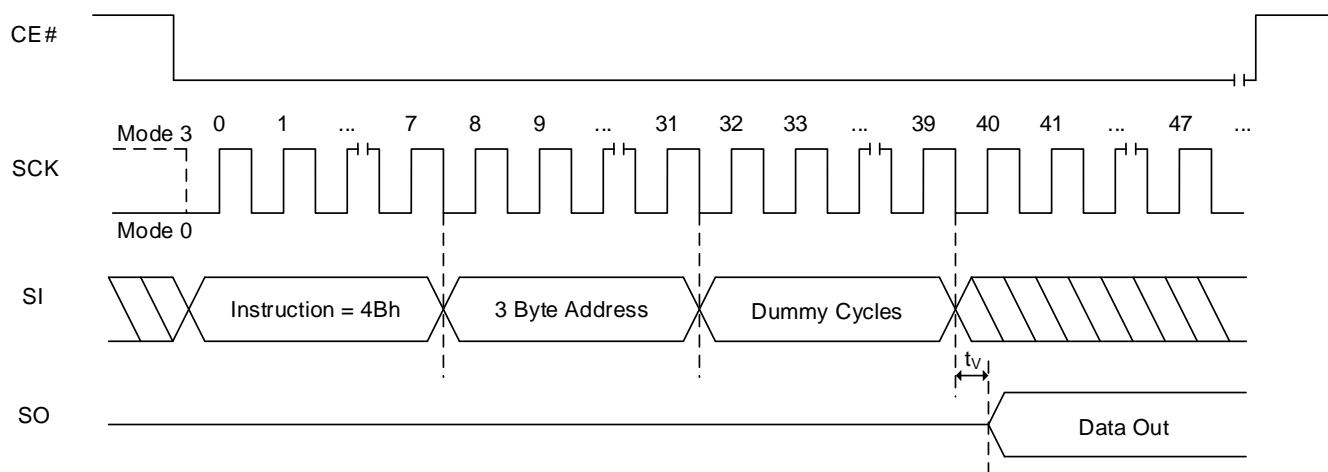 CE#
Mode 3 0 1 ... 7 8 9 ... 31 32 33 ... 39 40 41 ... 47 ...
SCK
Mode 0
SI Instruction = 4Bh 3 Byte Address Dummy Cycles
tV
SO Data Out